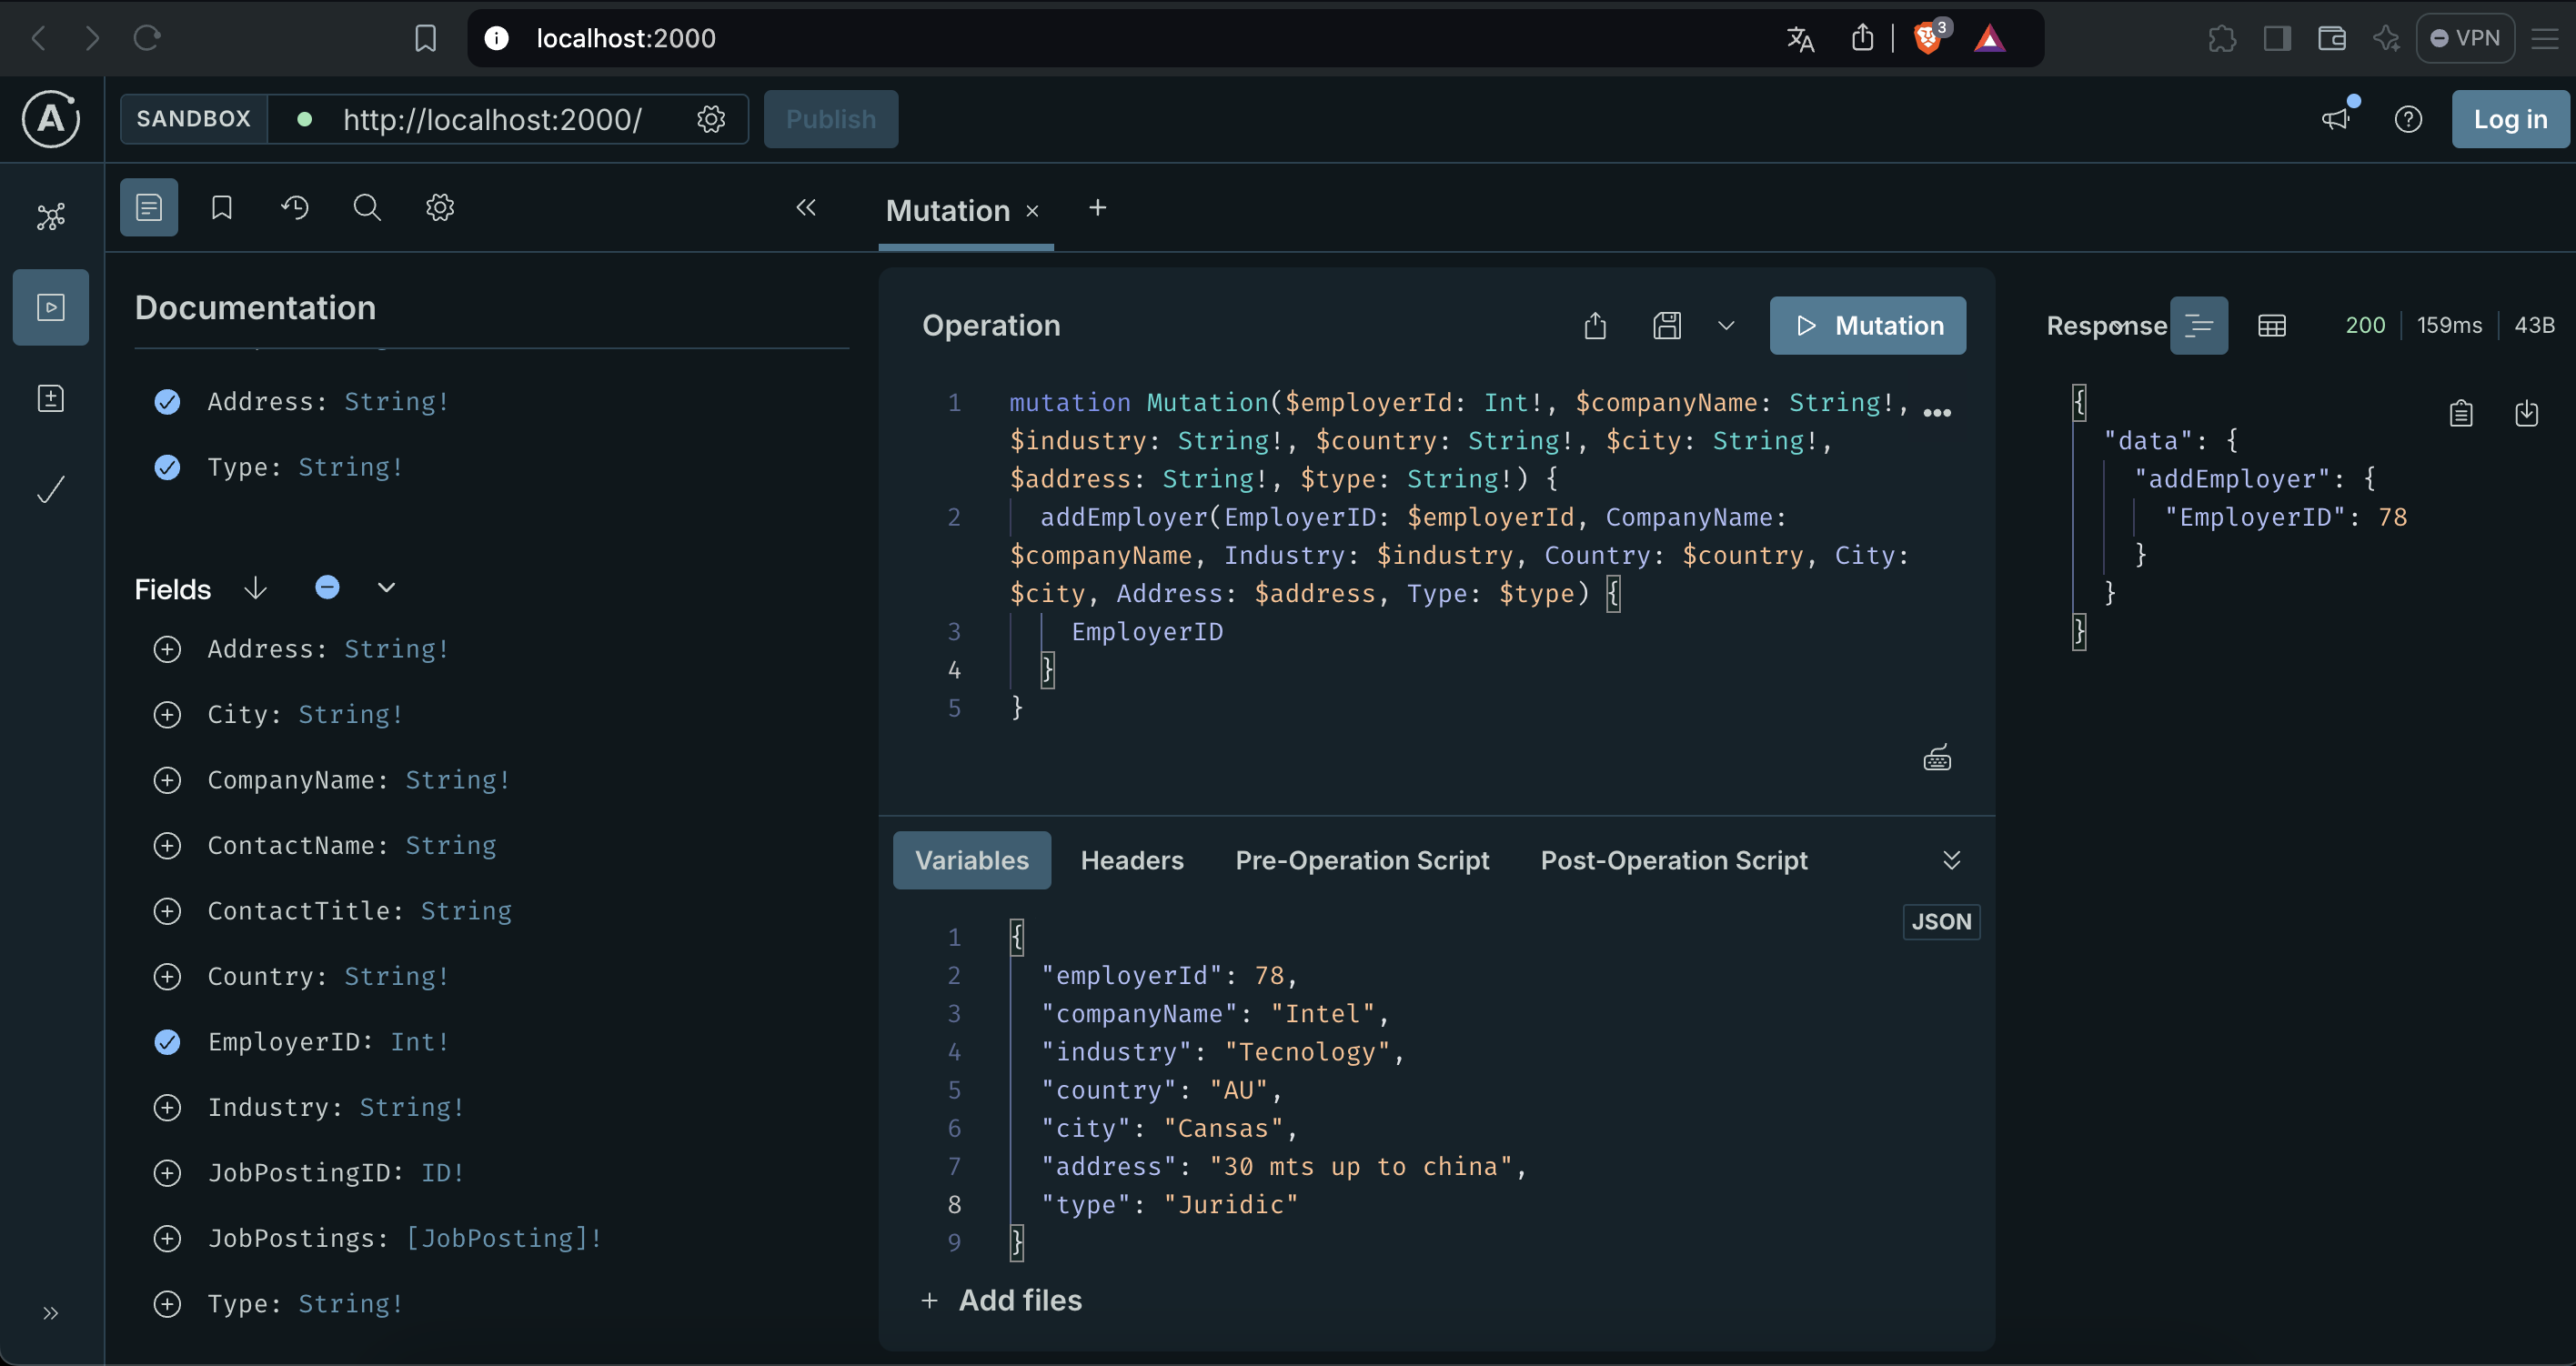 localhost:2000
3
VPN
A
SANDBOX
http://localhost:2000/
Publish
Log in
Mutation
Documentation
Address: String!
Type: String!
Fields
Address: String!
City: String!
CompanyName: String!
ContactName: String
ContactTitle: String
Country: String!
EmployerID: Int!
Industry: String!
JobPostingID: ID!
JobPostings: [JobPosting]!
Type: String!
Operation
Mutation
1 mutation Mutation($employerId: Int!, $companyName: String!,
$industry: String!, $country: String!, $city: String!,
$address: String!, $type: String!) {
2 addEmployer(EmployerID: $employerId, CompanyName:
$companyName, Industry: $industry, Country: $country, City:
$city, Address: $address, Type: $type) {
3 EmployerID
4 }
5 }
Variables Headers Pre-Operation Script Post-Operation Script
JSON
1 {
2 "employerId": 78,
3 "companyName": "Intel",
4 "industry": "Tecnology",
5 "country": "AU",
6 "city": "Cansas",
7 "address": "30 mts up to china",
8 "type": "Juridic"
9 }
+ Add files
Response
200 159ms 43B
{
"data": {
"addEmployer": {
"EmployerID": 78
}
}
}